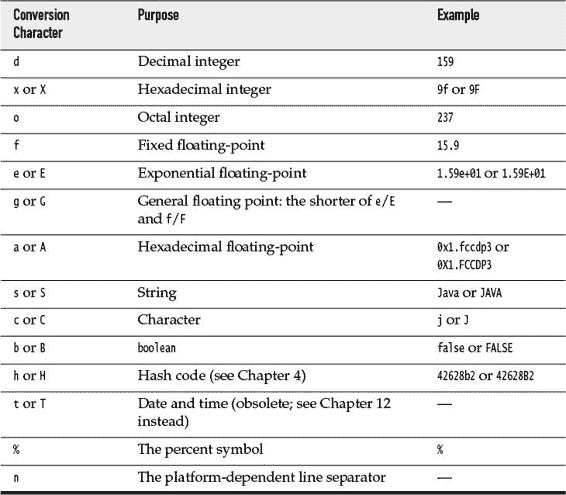 Conversion Character Purpose Example
d Decimal integer 159
x or X Hexadecimal integer 9f or 9F
o Octal integer 237
f Fixed floating-point 15.9
e or E Exponential floating-point 1.59e+01 or 1.59E+01
g or G General floating point: the shorter of e/E —
and f/F
a or A Hexadecimal floating-point 0x1.fccdp3 or
0X1.FCCDP3
s or S String Java or JAVA
c or C Character j or J
b or B boolean false or FALSE
h or H Hash code (see Chapter 4) 42628b2 or 42628B2
t or T Date and time (obsolete; see Chapter 12 —
instead)
% The percent symbol %
n The platform-dependent line separator —